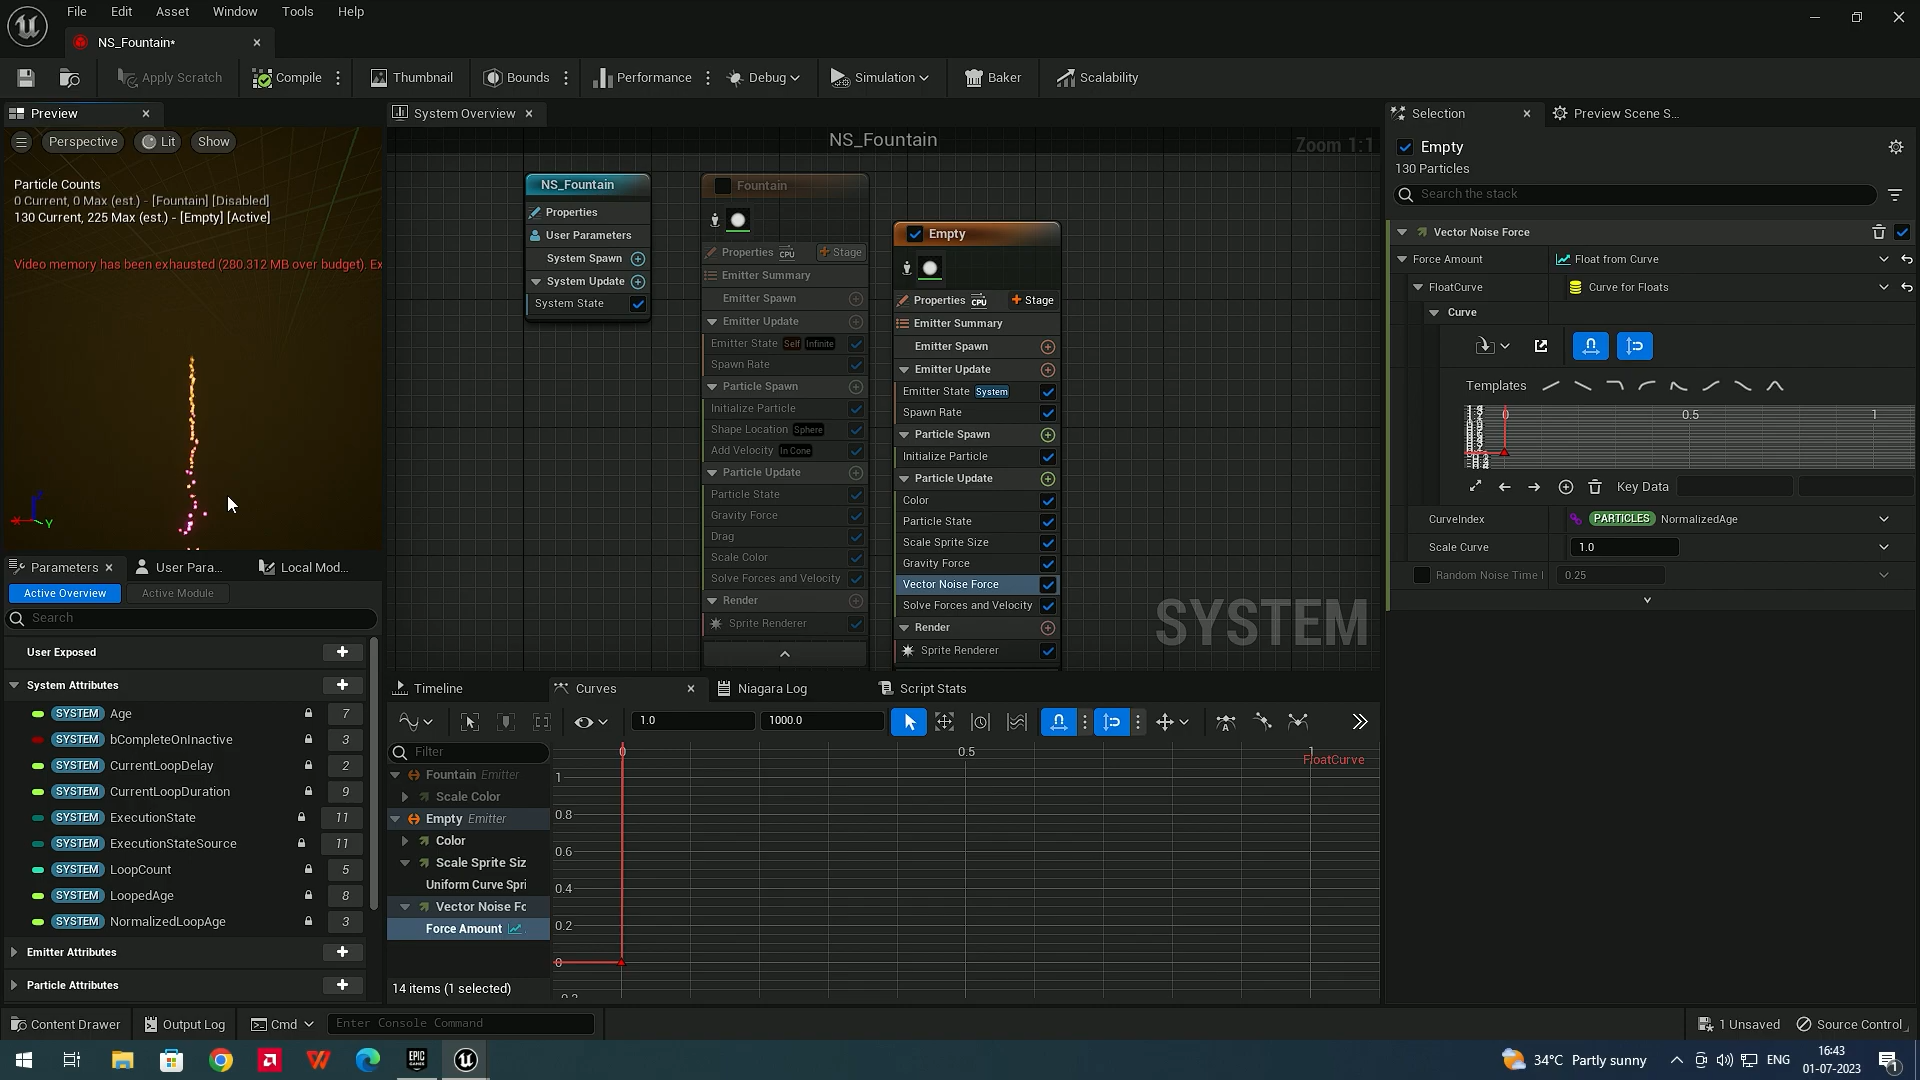 File Edit Asset Window Tools Help
NS_Fountain*
Apply Scratch Compile Thumbnail Bounds Performance Debug Simulation Baker Scalability
Preview
System Overview
Selection
Preview Scene S...
Perspective Lit Show
NS_Fountain
Zoom 1:1
Particle Counts
0 Current, 0 Max (est.) - [Fountain] [Disabled]
130 Current, 225 Max (est.) - [Empty] [Active]
Video memory has been exhausted (280.312 MB over budget). Ex
NS_Fountain
Properties
User Parameters
System Spawn
System Update
System State
Fountain
Properties CPU Stage
Emitter Summary
Emitter Spawn
Emitter Update
Emitter State Self Infinite
Spawn Rate
Particle Spawn
Initialize Particle
Shape Location Sphere
Add Velocity In Cone
Particle Update
Particle State
Gravity Force
Drag
Scale Color
Solve Forces and Velocity
Render
Sprite Renderer
Empty
Properties CPU Stage
Emitter Summary
Emitter Spawn
Emitter Update
Emitter State System
Spawn Rate
Particle Spawn
Initialize Particle
Particle Update
Color
Particle State
Scale Sprite Size
Gravity Force
Vector Noise Force
Solve Forces and Velocity
Render
Sprite Renderer
SYSTEM
Empty
130 Particles
Search the stack
Vector Noise Force
Force Amount Float from Curve
FloatCurve Curve for Floats
Curve
Templates
0 0.5 1
Key Data
CurveIndex PARTICLES NormalizedAge
Scale Curve 1.0
Random Noise Time I 0.25
Y
Parameters User Para... Local Mod...
Active Overview Active Module
Search
User Exposed
System Attributes
SYSTEM Age 7
SYSTEM bCompleteOnInactive 3
SYSTEM CurrentLoopDelay 2
SYSTEM CurrentLoopDuration 9
SYSTEM ExecutionState 11
SYSTEM ExecutionStateSource 11
SYSTEM LoopCount 5
SYSTEM LoopedAge 8
SYSTEM NormalizedLoopAge 3
Emitter Attributes
Particle Attributes
Timeline Curves Niagara Log Script Stats
1.0 1000.0
Filter
Fountain Emitter
Scale Color
Empty Emitter
Color
Scale Sprite Siz
Uniform Curve Spri
Vector Noise Fo
Force Amount
14 items (1 selected)
0 0.5 1
FloatCurve
1
0.8
0.6
0.4
0.2
0
Content Drawer Output Log Cmd Enter Console Command
1 Unsaved Source Control
EPIC GAMES
34°C Partly sunny ENG
16:43
01-07-2023
1